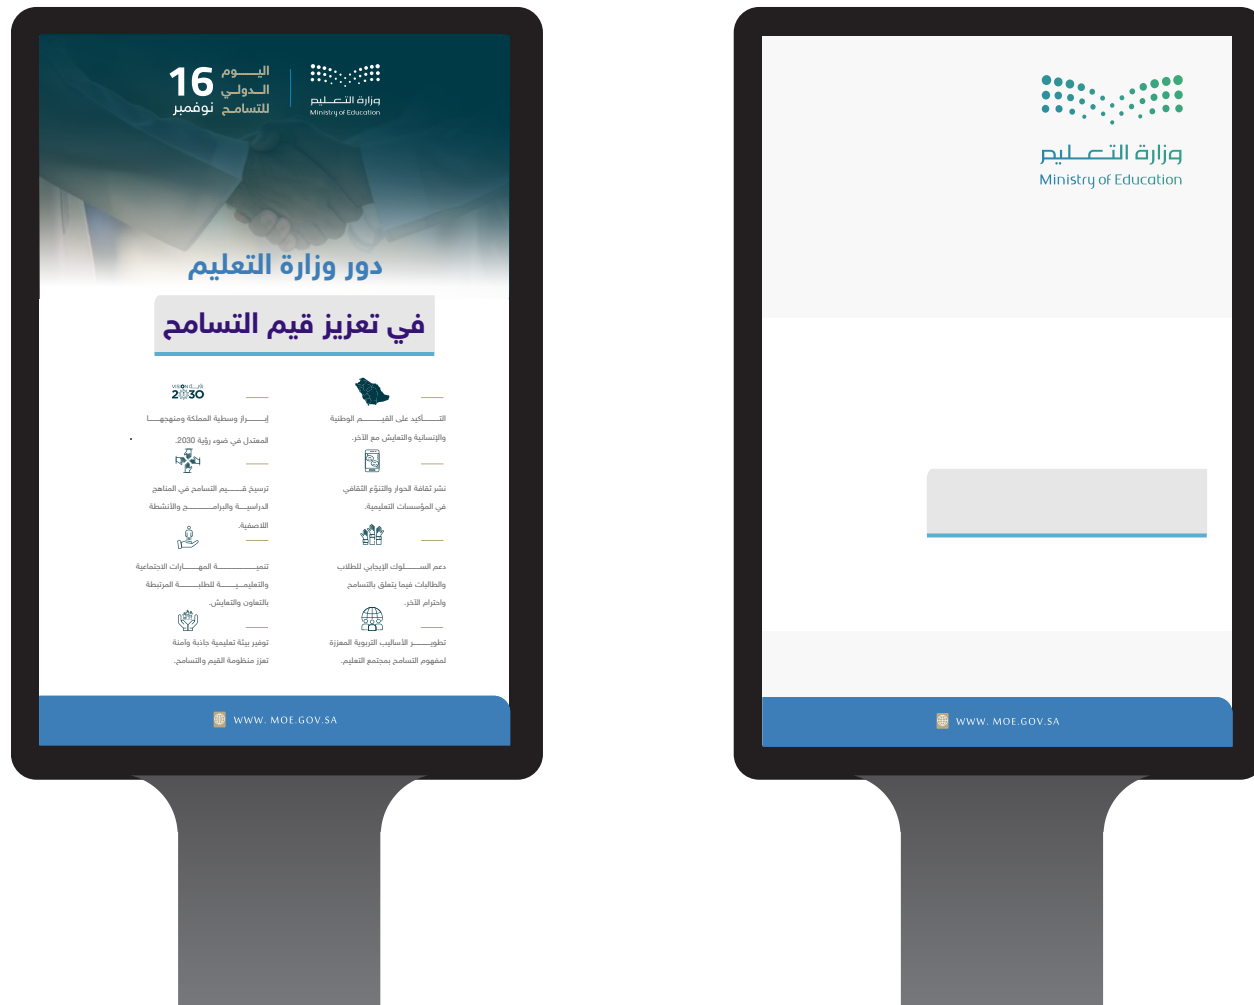 وزارة التعليم
Ministry of Education
اليوم
الدولي
للتسامح
16
نوفمبر
دور وزارة التعليم
في تعزيز قيم التسامح
التأكيد على القيم الوطنية
والإنسانية والتعايش مع الآخر.
نشر ثقافة الحوار والتنوّع الثقافي
في المؤسسات التعليمية.
دعم السلوك الإيجابي للطلاب
والطالبات فيما يتعلق بالتسامح
واحترام الآخر.
تطوير الأساليب التربوية المعززة
لمفهوم التسامح بمجتمع التعليم.
VISION رؤية
2030
إبراز وسطية المملكة ومنهجها
المعتدل في ضوء رؤية 2030.
ترسيخ قيم التسامح في المناهج
الدراسية والبرامج والأنشطة
اللاصفية.
تنمية المهارات الاجتماعية
والتعليمية للطلبة المرتبطة
بالتعاون والتعايش.
توفير بيئة تعليمية جاذبة وآمنة
تعزز منظومة القيم والتسامح.
WWW. MOE.GOV.SA
وزارة التعليم
Ministry of Education
WWW. MOE.GOV.SA